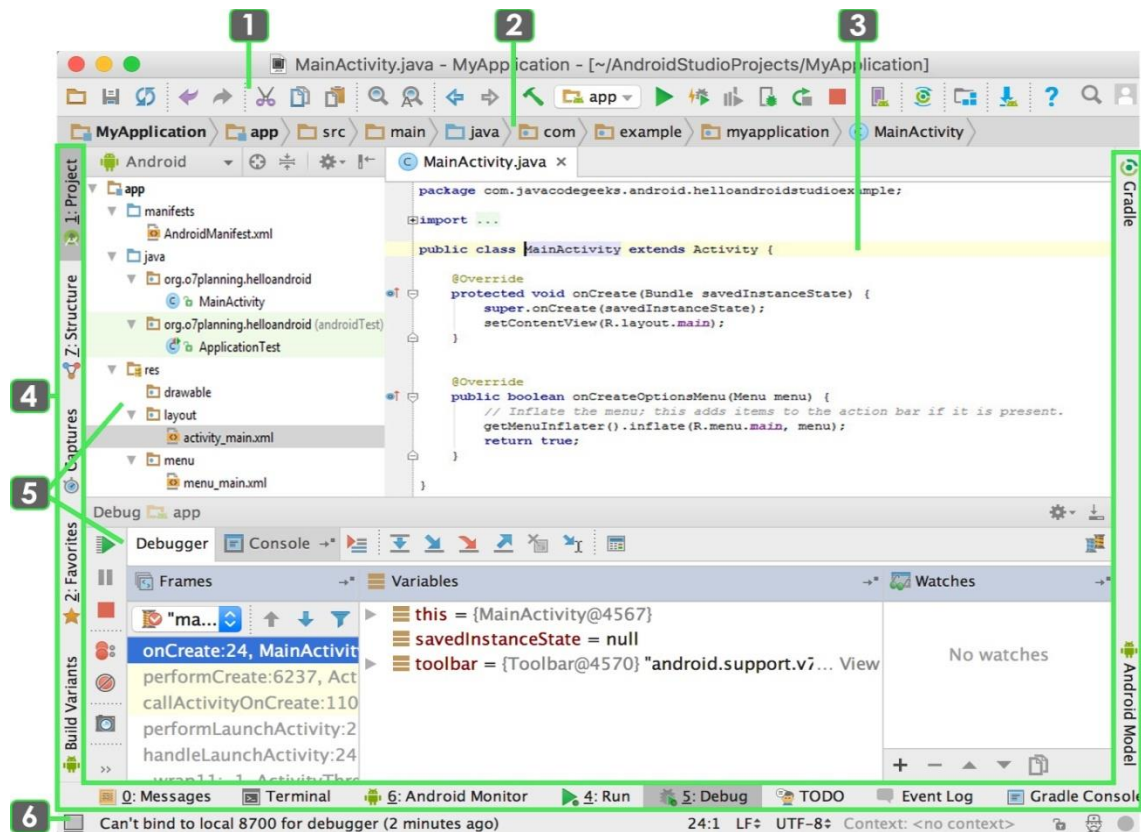 1
2
3
MainActivity.java - MyApplication - [~/AndroidStudioProjects/MyApplication]
app
?
MyApplication app src main java com example myapplication MainActivity
1: Project
Z: Structure
Captures
2: Favorites
Build Variants
4
5
6
Android
app
manifests
AndroidManifest.xml
java
org.o7planning.helloandroid
MainActivity
org.o7planning.helloandroid (androidTest)
ApplicationTest
res
drawable
layout
activity_main.xml
menu
menu_main.xml
MainActivity.java ×
package com.javacodegeeks.android.helloandroidstudioexample;
import ...
public class MainActivity extends Activity {
@Override
protected void onCreate(Bundle savedInstanceState) {
super.onCreate(savedInstanceState);
setContentView(R.layout.main);
}
@Override
public boolean onCreateOptionsMenu(Menu menu) {
// Inflate the menu; this adds items to the action bar if it is present.
getMenuInflater().inflate(R.menu.main, menu);
return true;
}
}
Gradle
Android Model
Debug app
Debugger Console
Frames
Variables
Watches
"ma...
onCreate:24, MainActivit
performCreate:6237, Act
callActivityOnCreate:110
performLaunchActivity:2
handleLaunchActivity:24
-wrap11:-1, ActivityThre
this = {MainActivity@4567}
savedInstanceState = null
toolbar = {Toolbar@4570} "android.support.v7... View
No watches
0: Messages Terminal 6: Android Monitor 4: Run 5: Debug TODO Event Log Gradle Console
Can't bind to local 8700 for debugger (2 minutes ago) 24:1 LF UTF-8 Context: <no context>